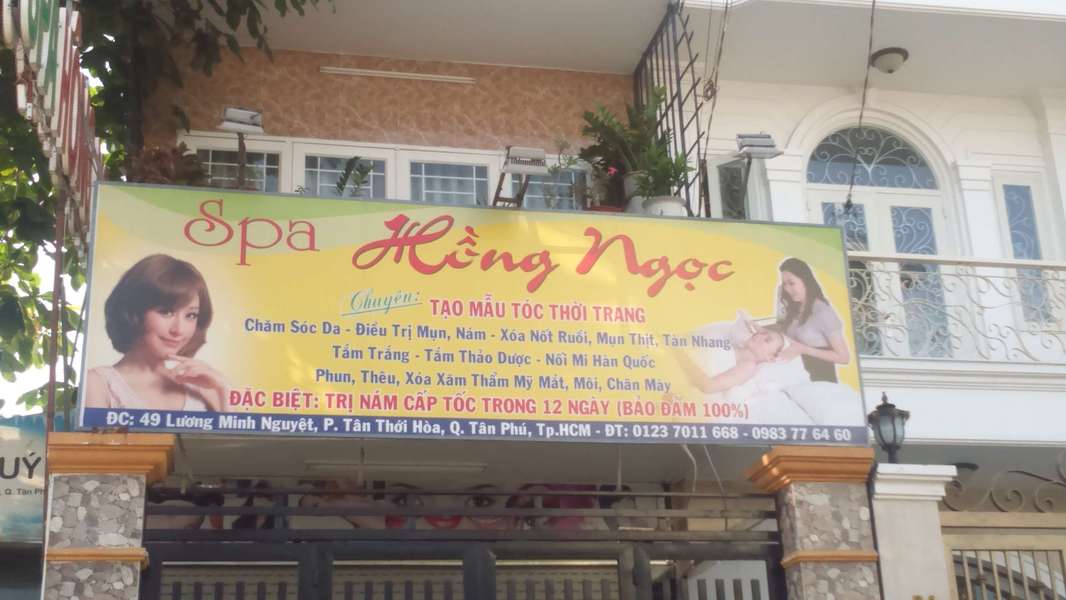 Spa Hồng Ngọc
Chuyên: TẠO MẪU TÓC THỜI TRANG
Chăm Sóc Da - Điều Trị Mụn, Nám - Xóa Nốt Ruồi, Mụn Thịt, Tàn Nhang
Tắm Trắng - Tắm Thảo Dược - Nối Mi Hàn Quốc
Phun, Thêu, Xóa Xăm Thẩm Mỹ Mắt, Môi, Chân Mày
ĐẶC BIỆT: TRỊ NÁM CẤP TỐC TRONG 12 NGÀY (BẢO ĐẢM 100%)
ĐC: 49 Lương Minh Nguyệt, P. Tân Thới Hòa, Q. Tân Phú, Tp.HCM - ĐT: 0123 7011 668 - 0983 77 64 60